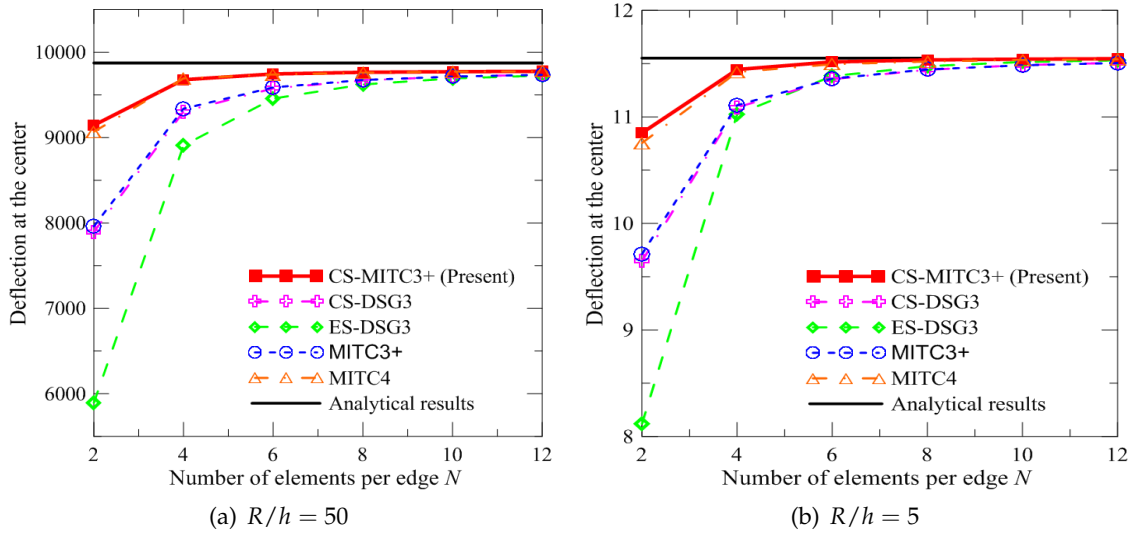 Deflection at the center
10000
9000
8000
7000
6000
CS-MITC3+ (Present)
CS-DSG3
ES-DSG3
MITC3+
MITC4
Analytical results
2 4 6 8 10 12
Number of elements per edge N
(a) R/h = 50
Deflection at the center
12
11
10
9
8
CS-MITC3+ (Present)
CS-DSG3
ES-DSG3
MITC3+
MITC4
Analytical results
2 4 6 8 10 12
Number of elements per edge N
(b) R/h = 5